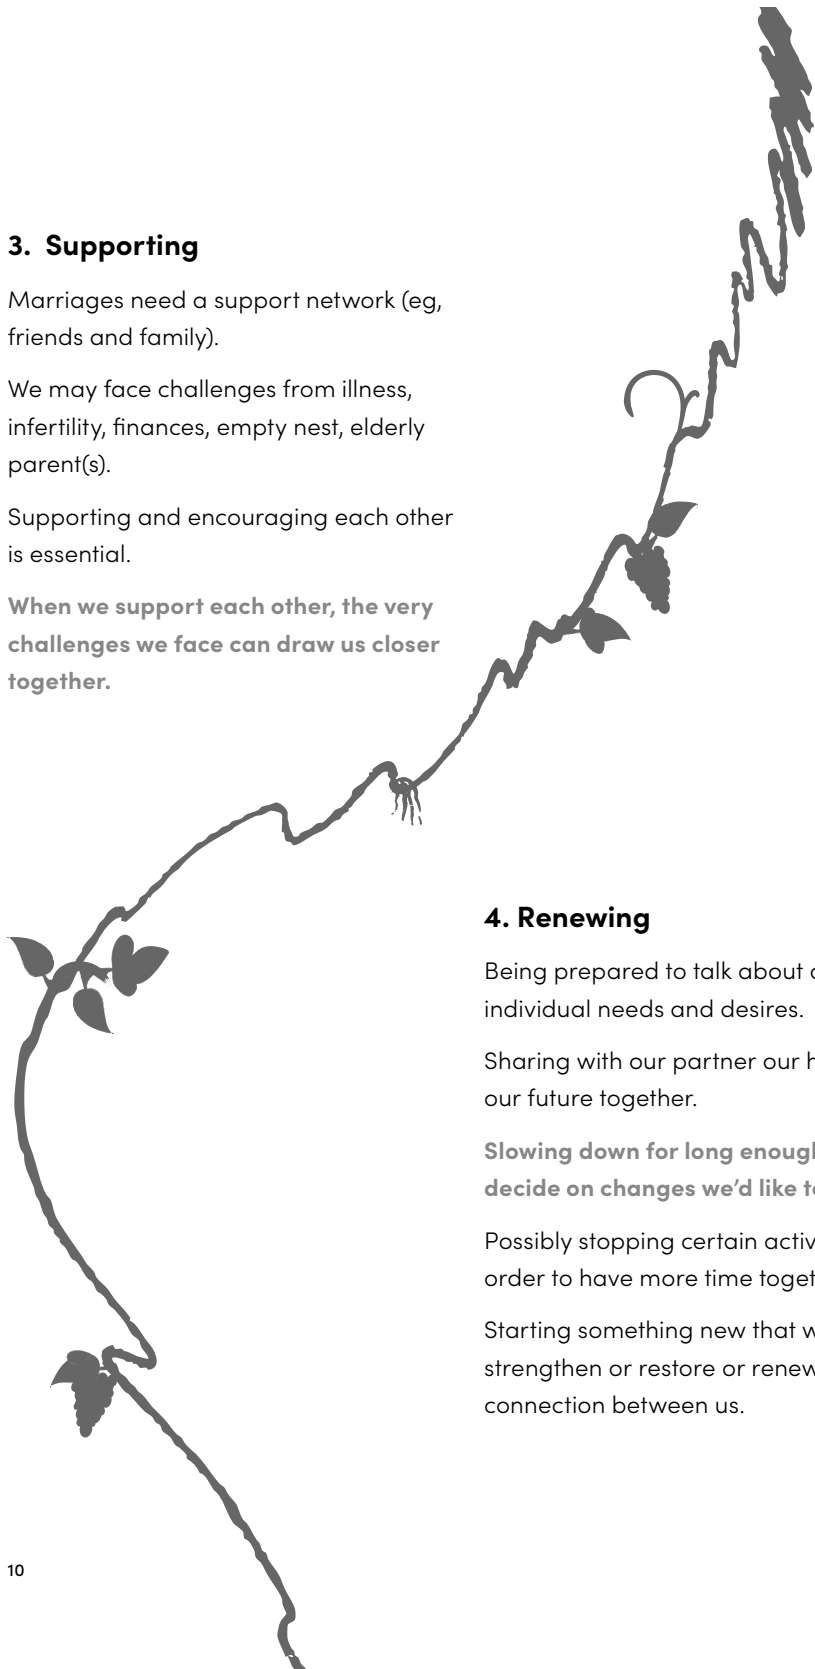 3. Supporting
Marriages need a support network (eg,
friends and family).
We may face challenges from illness,
infertility, finances, empty nest, elderly
parent(s).
Supporting and encouraging each other
is essential.
When we support each other, the very
challenges we face can draw us closer
together.
4. Renewing
Being prepared to talk about
individual needs and desires.
Sharing with our partner our
our future together.
Slowing down for long
decide on changes we’d like
Possibly stopping certain
order to have more time
Starting something new that
strengthen or restore or renew
connection between us.
10